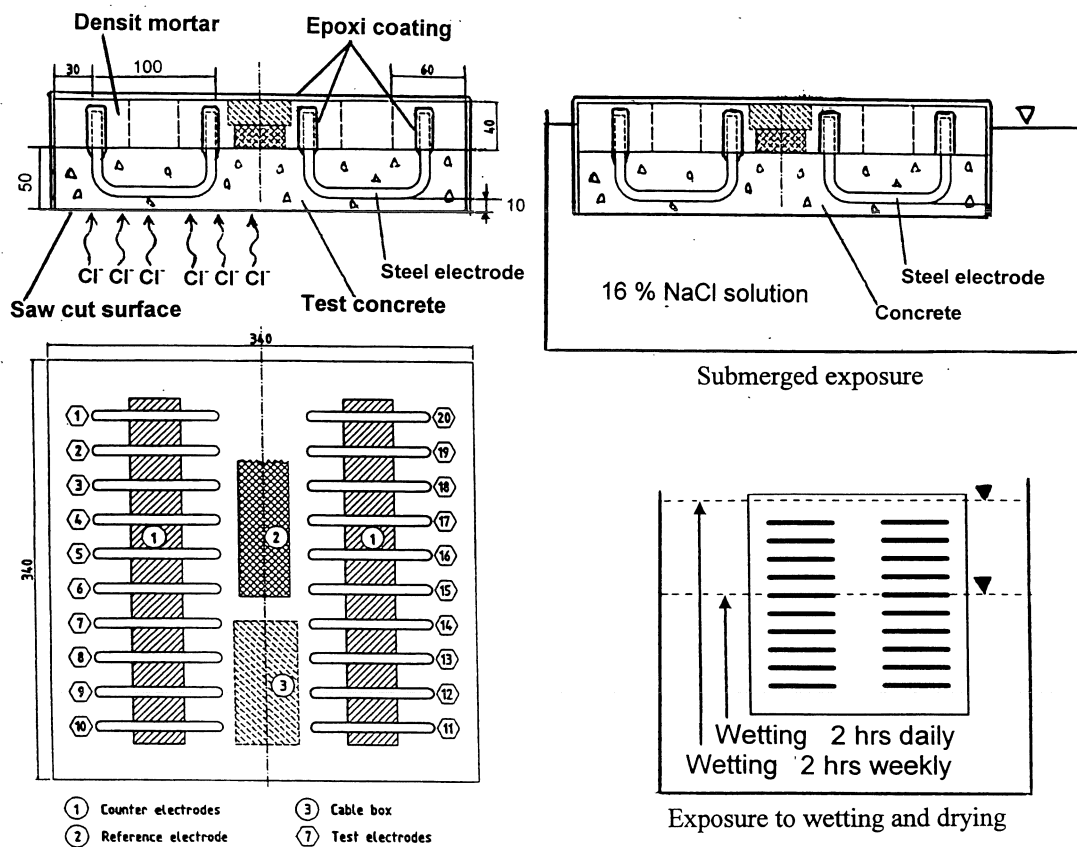 Densit mortar
Epoxi coating
30
100
60
40
50
10
Cl⁻ Cl⁻ Cl⁻ Cl⁻ Cl⁻ Cl⁻
Steel electrode
Saw cut surface
Test concrete
16 % NaCl solution
Steel electrode
Concrete
Submerged exposure
340
340
1
2
3
4
5
6
7
8
9
10
1
2
3
1
20
19
18
17
16
15
14
13
12
11
1 Counter electrodes
2 Reference electrode
3 Cable box
7 Test electrodes
Wetting 2 hrs daily
Wetting 2 hrs weekly
Exposure to wetting and drying